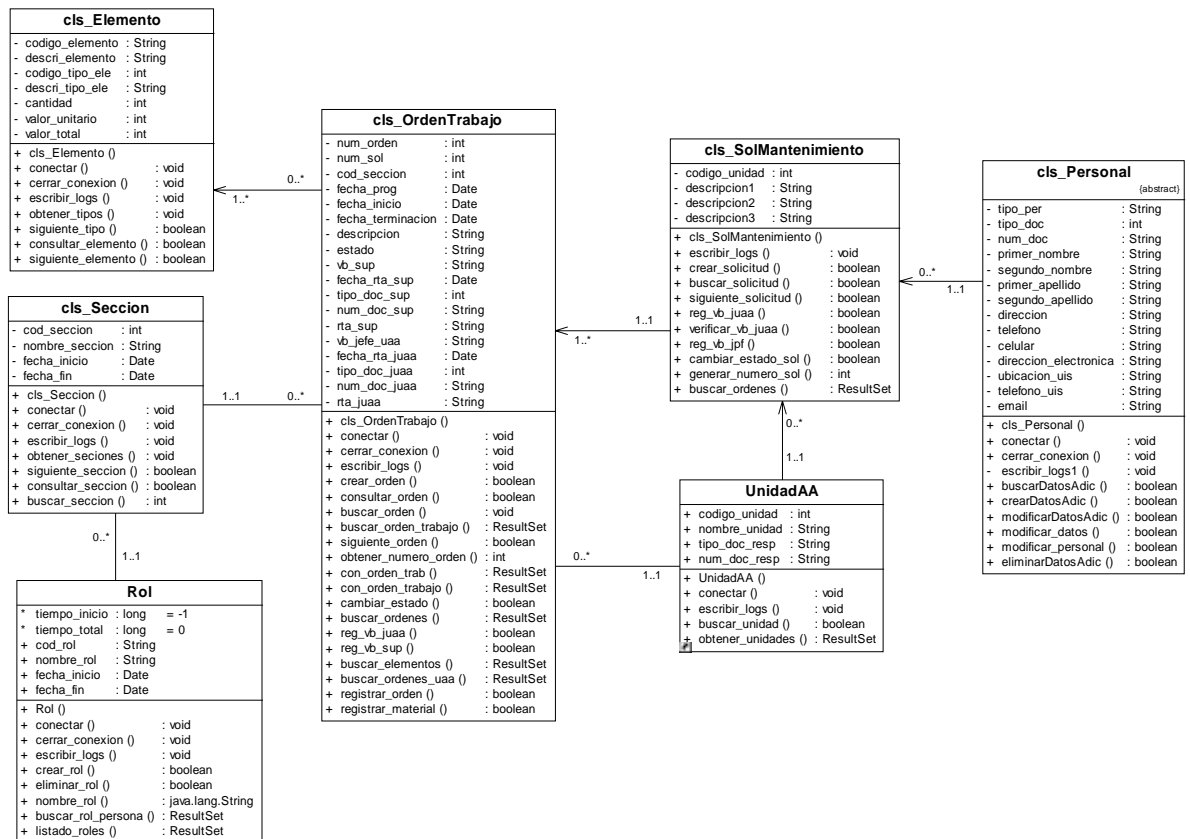 cls_Elemento
- codigo_elemento : String
- descri_elemento : String
- codigo_tipo_ele : int
- descri_tipo_ele : String
- cantidad : int
- valor_unitario : int
- valor_total : int
+ cls_Elemento ()
+ conectar () : void
+ cerrar_conexion () : void
+ escribir_logs () : void
+ obtener_tipos () : void
+ siguiente_tipo () : boolean
+ consultar_elemento () : boolean
+ siguiente_elemento () : boolean
0..*
1..*
cls_Seccion
- cod_seccion : int
- nombre_seccion : String
- fecha_inicio : Date
- fecha_fin : Date
+ cls_Seccion ()
+ conectar () : void
+ cerrar_conexion () : void
+ escribir_logs () : void
+ obtener_seciones () : void
+ siguiente_seccion () : boolean
+ consultar_seccion () : boolean
+ buscar_seccion () : int
1..1
0..*
0..*
1..1
Rol
* tiempo_inicio : long = -1
* tiempo_total : long = 0
+ cod_rol : String
+ nombre_rol : String
+ fecha_inicio : Date
+ fecha_fin : Date
+ Rol ()
+ conectar () : void
+ cerrar_conexion () : void
+ escribir_logs () : void
+ crear_rol () : boolean
+ eliminar_rol () : boolean
+ nombre_rol () : java.lang.String
+ buscar_rol_persona () : ResultSet
+ listado_roles () : ResultSet
cls_OrdenTrabajo
- num_orden : int
- num_sol : int
- cod_seccion : int
- fecha_prog : Date
- fecha_inicio : Date
- fecha_terminacion : Date
- descripcion : String
- estado : String
- vb_sup : String
- fecha_rta_sup : Date
- tipo_doc_sup : int
- num_doc_sup : String
- rta_sup : String
- vb_jefe_uaa : String
- fecha_rta_juaa : Date
- tipo_doc_juaa : int
- num_doc_juaa : String
- rta_juaa : String
+ cls_OrdenTrabajo ()
+ conectar () : void
+ cerrar_conexion () : void
+ escribir_logs () : void
+ crear_orden () : boolean
+ consultar_orden () : boolean
+ buscar_orden () : void
+ buscar_orden_trabajo () : ResultSet
+ siguiente_orden () : boolean
+ obtener_numero_orden () : int
+ con_orden_trab () : ResultSet
+ con_orden_trabajo () : ResultSet
+ cambiar_estado () : boolean
+ buscar_ordenes () : ResultSet
+ reg_vb_juaa () : boolean
+ reg_vb_sup () : boolean
+ buscar_elementos () : ResultSet
+ buscar_ordenes_uaa () : ResultSet
+ registrar_orden () : boolean
+ registrar_material () : boolean
1..1
1..*
0..*
1..1
cls_SolMantenimiento
- codigo_unidad : int
- descripcion1 : String
- descripcion2 : String
- descripcion3 : String
+ cls_SolMantenimiento ()
+ escribir_logs () : void
+ crear_solicitud () : boolean
+ buscar_solicitud () : boolean
+ siguiente_solicitud () : boolean
+ reg_vb_juaa () : boolean
+ verificar_vb_juaa () : boolean
+ reg_vb_jpf () : boolean
+ cambiar_estado_sol () : boolean
+ generar_numero_sol () : int
+ buscar_ordenes () : ResultSet
0..*
1..1
UnidadAA
+ codigo_unidad : int
+ nombre_unidad : String
+ tipo_doc_resp : String
+ num_doc_resp : String
+ UnidadAA ()
+ conectar () : void
+ escribir_logs () : void
+ buscar_unidad () : boolean
+ obtener_unidades () : ResultSet
0..*
1..1
cls_Personal
{abstract}
- tipo_per : String
- tipo_doc : int
- num_doc : String
- primer_nombre : String
- segundo_nombre : String
- primer_apellido : String
- segundo_apellido : String
- direccion : String
- telefono : String
- celular : String
- direccion_electronica : String
- ubicacion_uis : String
- telefono_uis : String
- email : String
+ cls_Personal ()
+ conectar () : void
+ cerrar_conexion () : void
- escribir_logs1 () : void
+ buscarDatosAdic () : boolean
+ crearDatosAdic () : boolean
+ modificarDatosAdic () : boolean
+ modificar_datos () : boolean
+ modificar_personal () : boolean
+ eliminarDatosAdic () : boolean